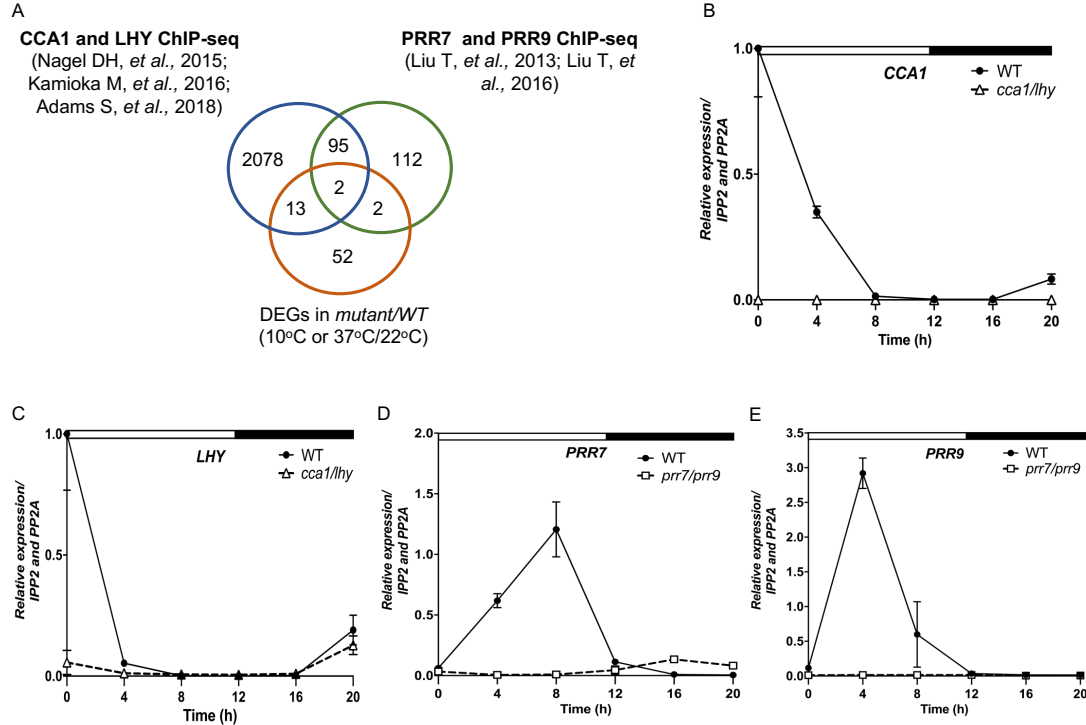 A
CCA1 and LHY ChIP-seq
(Nagel DH, et al., 2015;
Kamioka M, et al., 2016;
Adams S, et al., 2018)
PRR7 and PRR9 ChIP-seq
(Liu T, et al., 2013; Liu T, et
al., 2016)
2078
95
112
2
13
2
52
DEGs in mutant/WT
(10°C or 37°C/22°C)
B
CCA1
WT
cca1/lhy
Relative expression/
IPP2 and PP2A
1.0
0.5
0.0
0 4 8 12 16 20
Time (h)
C
LHY
WT
cca1/lhy
Relative expression/
IPP2 and PP2A
1.0
0.5
0.0
0 4 8 12 16 20
Time (h)
D
PRR7
WT
prr7/prr9
Relative expression/
IPP2 and PP2A
2.0
1.5
1.0
0.5
0.0
0 4 8 12 16 20
Time (h)
E
PRR9
WT
prr7/prr9
Relative expression/
IPP2 and PP2A
3.5
3.0
2.5
2.0
1.5
1.0
0.5
0.0
0 4 8 12 16 20
Time (h)